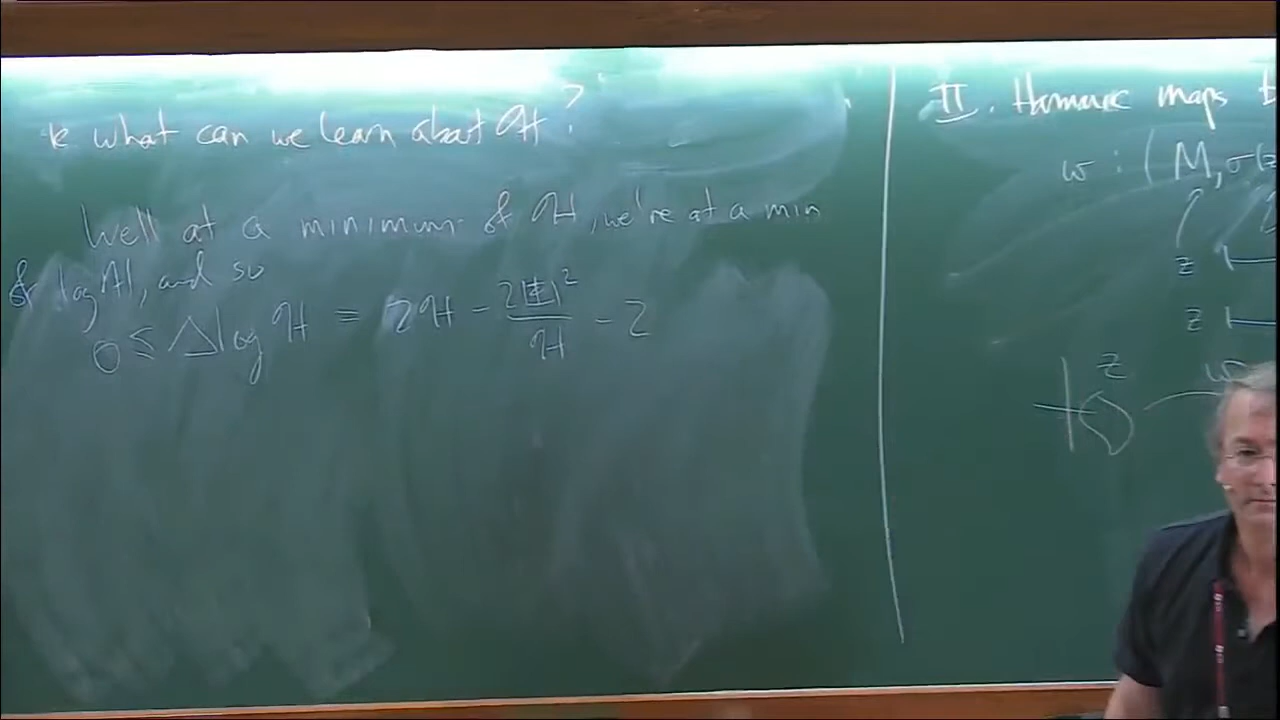 & what can we learn about ℋ?
Well at a minimum of ℋ, we're at a min
of log ℋ, and so
0 ≤ Δ log ℋ = 2ℋ - 2|Φ|²/ℋ - 2
II. Harmonic maps
w : (M, σ|z
z ↦
z ↦
z w